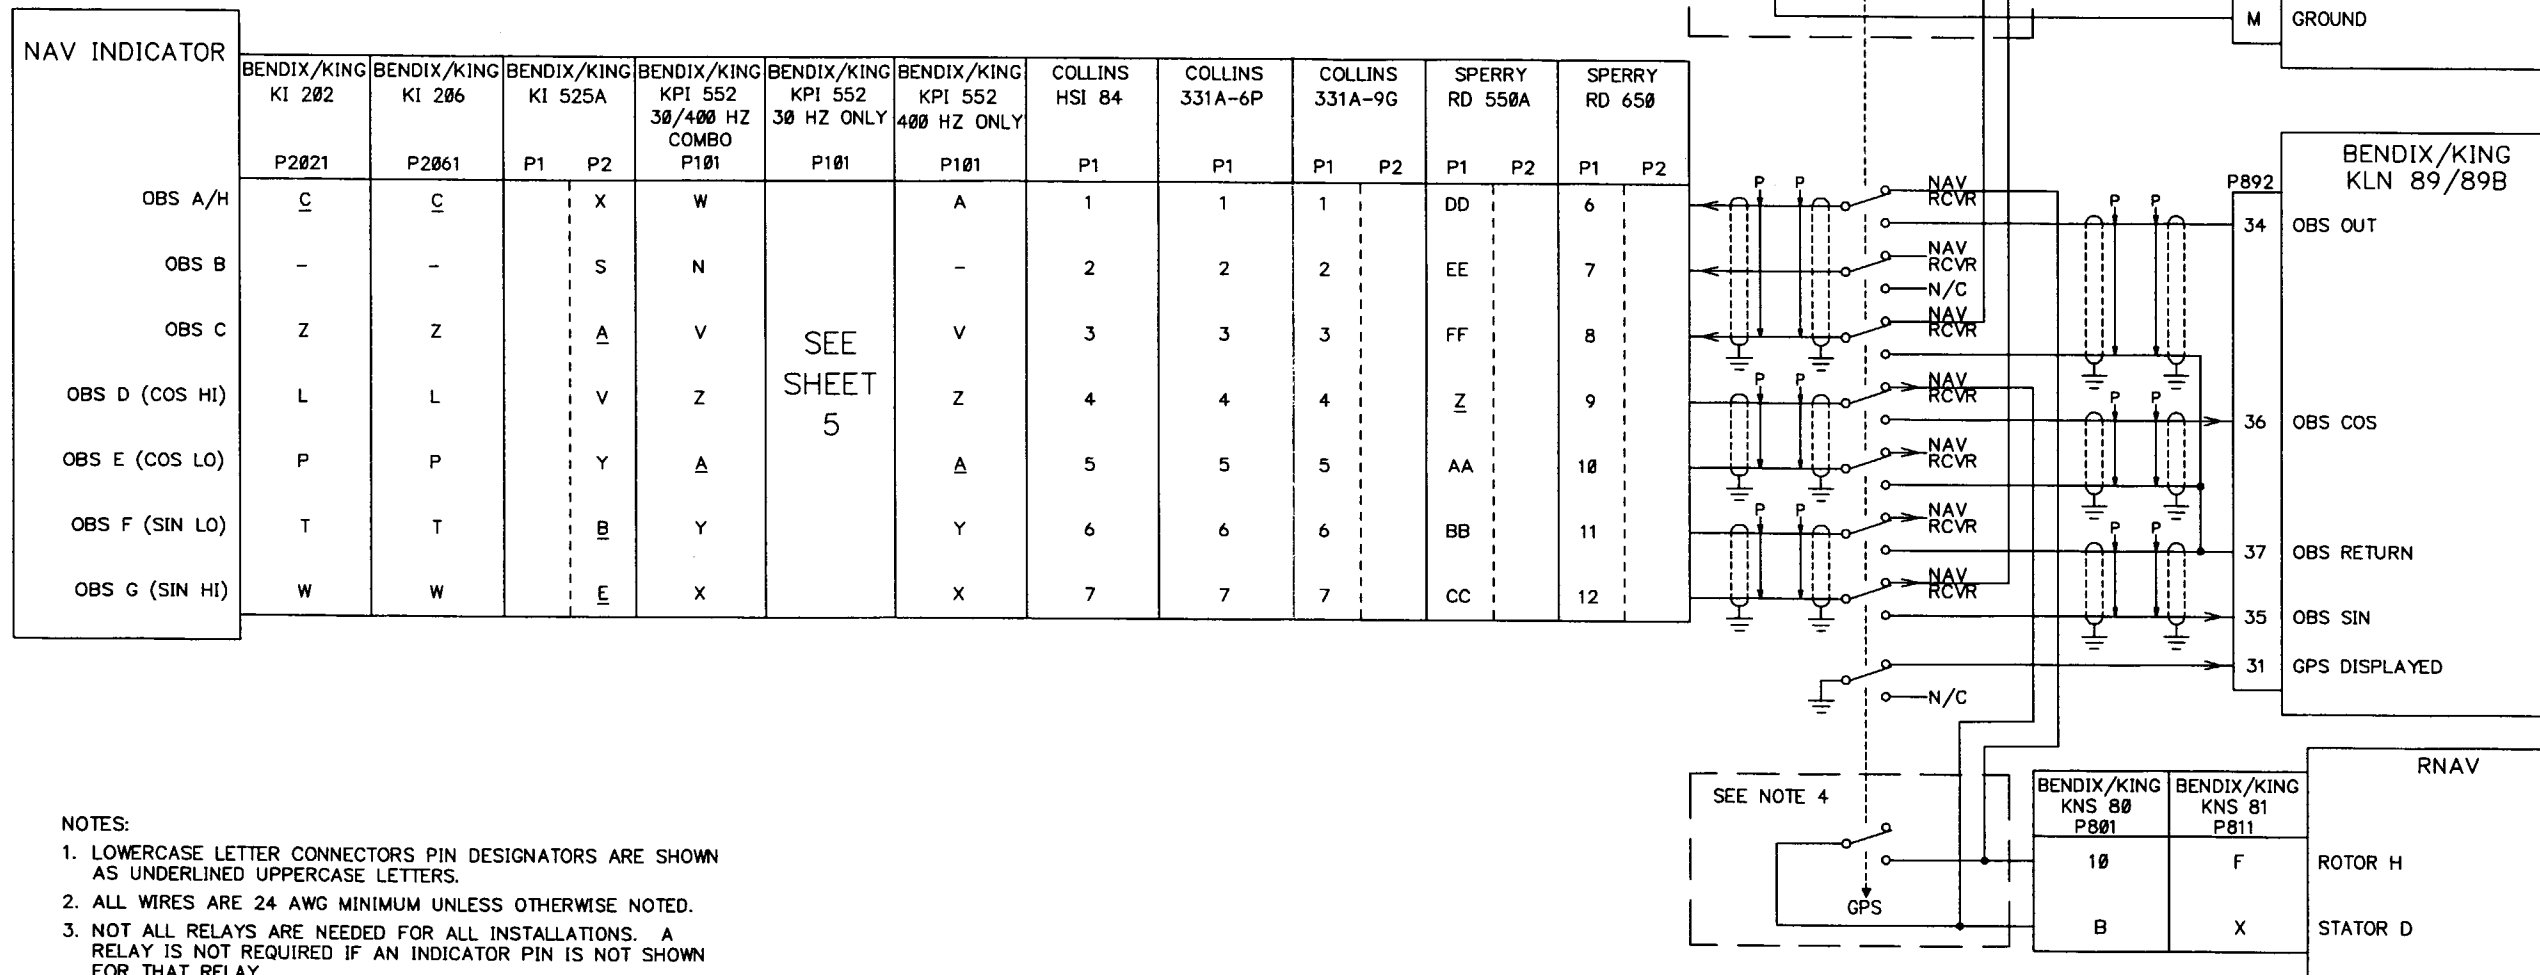 M GROUND
NAV INDICATOR
BENDIX/KING KI 202 P2021
BENDIX/KING KI 206 P2061
BENDIX/KING KI 525A P1 P2
BENDIX/KING KPI 552 30/400 HZ COMBO P101
BENDIX/KING KPI 552 30 HZ ONLY P101
BENDIX/KING KPI 552 400 HZ ONLY P101
COLLINS HSI 84 P1
COLLINS 331A-6P P1
COLLINS 331A-9G P1 P2
SPERRY RD 550A P1 P2
SPERRY RD 650 P1 P2
OBS A/H C C X W A 1 1 1 DD 6
OBS B - - S N - 2 2 2 EE 7
OBS C Z Z A V V 3 3 3 FF 8
OBS D (COS HI) L L V Z Z 4 4 4 Z 9
OBS E (COS LO) P P Y A A 5 5 5 AA 10
OBS F (SIN LO) T T B Y Y 6 6 6 BB 11
OBS G (SIN HI) W W E X X 7 7 7 CC 12
SEE
SHEET
5
P P NAV
RCVR
NAV
RCVR
N/C
NAV
RCVR
P P NAV
RCVR
NAV
RCVR
P P NAV
RCVR
NAV
RCVR
N/C
P P
P P
P P
BENDIX/KING
KLN 89/89B
P892
34 OBS OUT
36 OBS COS
37 OBS RETURN
35 OBS SIN
31 GPS DISPLAYED
SEE NOTE 4
GPS
RNAV
BENDIX/KING KNS 80 P801
BENDIX/KING KNS 81 P811
10 F ROTOR H
B X STATOR D
NOTES:
1. LOWERCASE LETTER CONNECTORS PIN DESIGNATORS ARE SHOWN
AS UNDERLINED UPPERCASE LETTERS.
2. ALL WIRES ARE 24 AWG MINIMUM UNLESS OTHERWISE NOTED.
3. NOT ALL RELAYS ARE NEEDED FOR ALL INSTALLATIONS. A
RELAY IS NOT REQUIRED IF AN INDICATOR PIN IS NOT SHOWN
FOR THAT RELAY